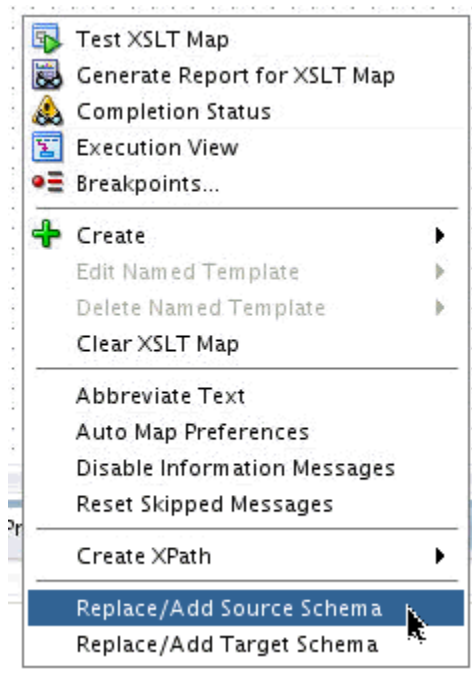 Test XSLT Map
Generate Report for XSLT Map
Completion Status
Execution View
Breakpoints...
Create
Edit Named Template
Delete Named Template
Clear XSLT Map
Abbreviate Text
Auto Map Preferences
Disable Information Messages
Reset Skipped Messages
Pr
Create XPath
Replace/Add Source Schema
Replace/Add Target Schema